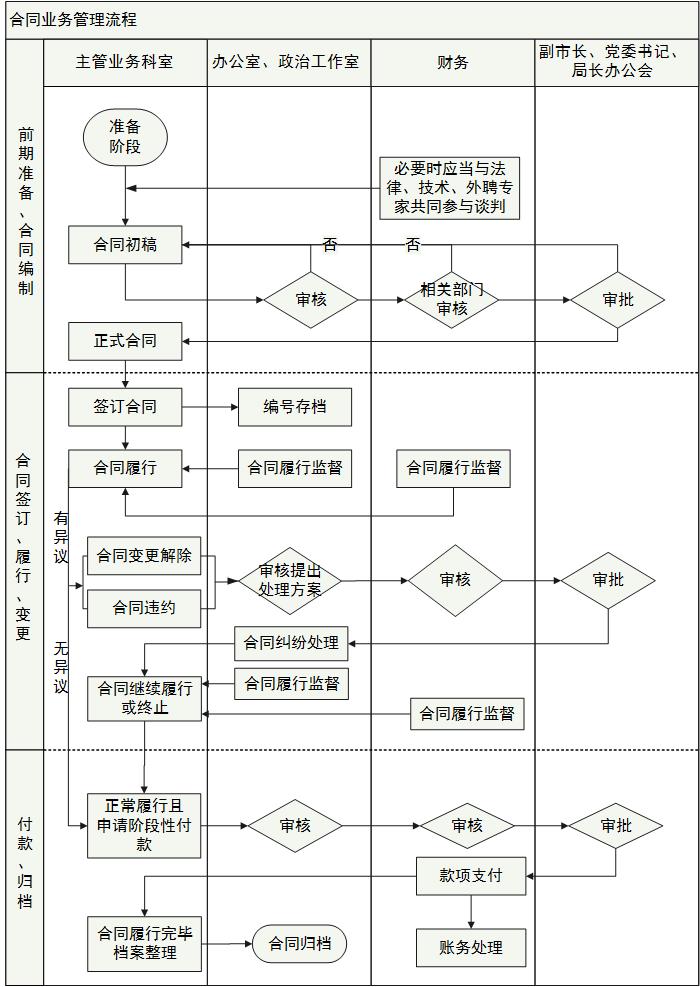 合同业务管理流程
主管业务科室
办公室、政治工作室
财务
副市长、党委书记、
局长办公会
前期准备、合同编制
准备
阶段
必要时应当与法
律、技术、外聘专
家共同参与谈判
合同初稿
否
否
审核
相关部门
审核
审批
正式合同
合同签订、履行、变更
签订合同
编号存档
合同履行
合同履行监督
合同履行监督
有异议
合同变更解除
合同违约
审核提出
处理方案
审核
审批
无异议
合同纠纷处理
合同继续履行
或终止
合同履行监督
合同履行监督
付款、归档
正常履行且
申请阶段性付
款
审核
审核
审批
款项支付
合同履行完毕
档案整理
合同归档
账务处理